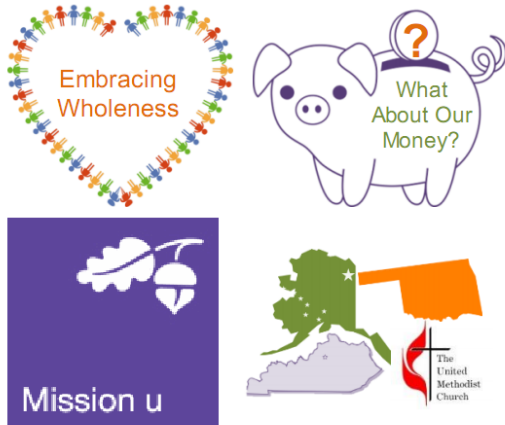 Embracing
Wholeness
?
What
About Our
Money?
Mission u
The
United
Methodist
Church